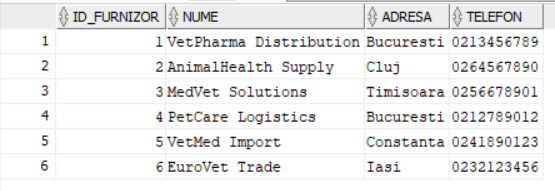 ID_FURNIZOR NUME ADRESA TELEFON
1 1 VetPharma Distribution Bucuresti 0213456789
2 2 AnimalHealth Supply Cluj 0264567890
3 3 MedVet Solutions Timisoara 0256678901
4 4 PetCare Logistics Bucuresti 0212789012
5 5 VetMed Import Constanta 0241890123
6 6 EuroVet Trade Iasi 0232123456